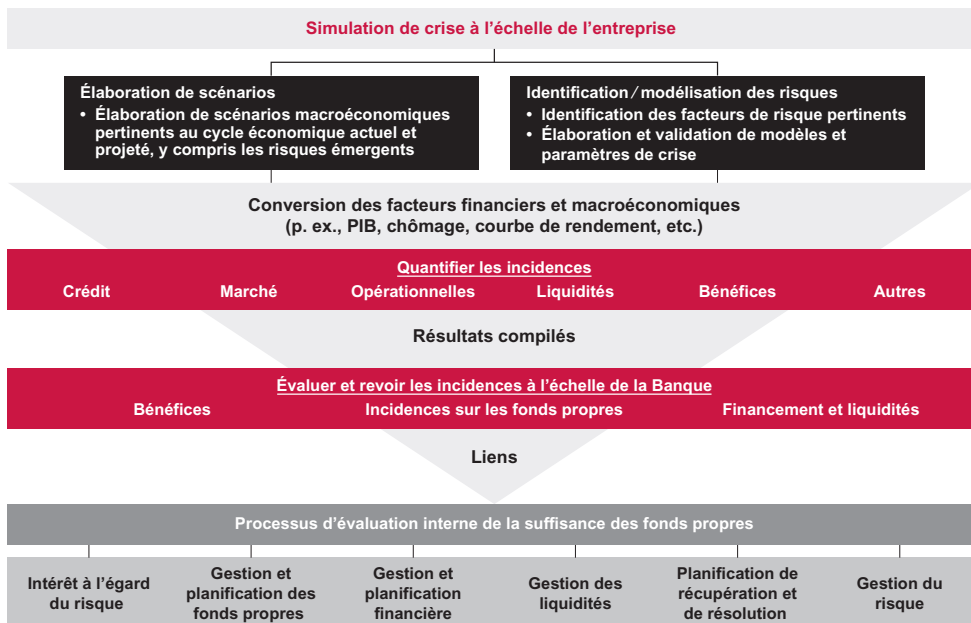 Simulation de crise à l'échelle de l'entreprise
Élaboration de scénarios
• Élaboration de scénarios macroéconomiques
pertinents au cycle économique actuel et
projeté, y compris les risques émergents
Identification / modélisation des risques
• Identification des facteurs de risque pertinents
• Élaboration et validation de modèles et
paramètres de crise
Conversion des facteurs financiers et macroéconomiques
(p. ex., PIB, chômage, courbe de rendement, etc.)
Quantifier les incidences
Crédit Marché Opérationnelles Liquidités Bénéfices Autres
Résultats compilés
Évaluer et revoir les incidences à l'échelle de la Banque
Bénéfices Incidences sur les fonds propres Financement et liquidités
Liens
Processus d'évaluation interne de la suffisance des fonds propres
Intérêt à l'égard
du risque
Gestion et
planification des
fonds propres
Gestion et
planification
financière
Gestion des
liquidités
Planification de
récupération et
de résolution
Gestion du
risque